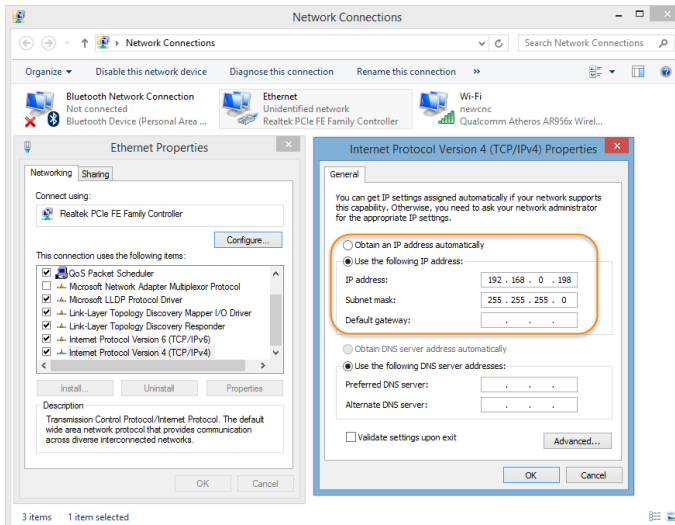 Network Connections
Network Connections
Search Network Connections
Organize
Disable this network device
Diagnose this connection
Rename this connection
»
Bluetooth Network Connection
Not connected
Bluetooth Device (Personal Area ...
Ethernet
Unidentified network
Realtek PCIe FE Family Controller
Wi-Fi
newcnc
Qualcomm Atheros AR956x Wirel...
Ethernet Properties
Networking
Sharing
Connect using:
Realtek PCIe FE Family Controller
Configure...
This connection uses the following items:
QoS Packet Scheduler
Microsoft Network Adapter Multiplexor Protocol
Microsoft LLDP Protocol Driver
Link-Layer Topology Discovery Mapper I/O Driver
Link-Layer Topology Discovery Responder
Internet Protocol Version 6 (TCP/IPv6)
Internet Protocol Version 4 (TCP/IPv4)
Install...
Uninstall
Properties
Description
Transmission Control Protocol/Internet Protocol. The default
wide area network protocol that provides communication
across diverse interconnected networks.
OK
Cancel
Internet Protocol Version 4 (TCP/IPv4) Properties
General
You can get IP settings assigned automatically if your network supports
this capability. Otherwise, you need to ask your network administrator
for the appropriate IP settings.
Obtain an IP address automatically
Use the following IP address:
IP address:
192 . 168 . 0 . 198
Subnet mask:
255 . 255 . 255 . 0
Default gateway:
. . .
Obtain DNS server address automatically
Use the following DNS server addresses:
Preferred DNS server:
. . .
Alternate DNS server:
. . .
Validate settings upon exit
Advanced...
OK
Cancel
3 items
1 item selected